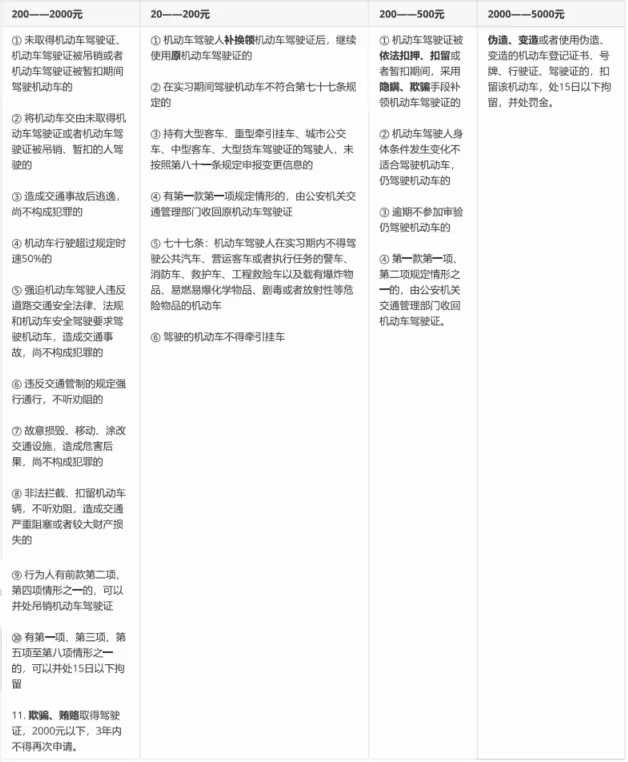 200——2000元
① 未取得机动车驾驶证、
机动车驾驶证被吊销或者
机动车驾驶证被暂扣期间
驾驶机动车的
② 将机动车交由未取得机
动车驾驶证或者机动车驾
驶证被吊销、暂扣的人驾
驶的
③ 造成交通事故后逃逸，
尚不构成犯罪的
④ 机动车行驶超过规定时
速50%的
⑤ 强迫机动车驾驶人违反
道路交通安全法律、法规
和机动车安全驾驶要求驾
驶机动车，造成交通事
故，尚不构成犯罪的
⑥ 违反交通管制的规定强
行通行，不听劝阻的
⑦ 故意损毁、移动、涂改
交通设施，造成危害后
果，尚不构成犯罪的
⑧ 非法拦截、扣留机动车
辆，不听劝阻，造成交通
严重阻塞或者较大财产损
失的
⑨ 行为人有前款第二项、
第四项情形之一的，可以
并处吊销机动车驾驶证
⑩ 有第一项、第三项、第
五项至第八项情形之一
的，可以并处15日以下拘
留
11. 欺骗、贿赂取得驾驶
证，2000元以下，3年内
不得再次申请。
20——200元
① 机动车驾驶人补换领机动车驾驶证后，继续
使用原机动车驾驶证的
② 在实习期间驾驶机动车不符合第七十七条规
定的
③ 持有大型客车、重型牵引挂车、城市公交
车、中型客车、大型货车驾驶证的驾驶人，未
按照第八十一条规定申报变更信息的
④ 有第一款第一项规定情形的，由公安机关交
通管理部门收回原机动车驾驶证
⑤ 七十七条：机动车驾驶人在实习期内不得驾
驶公共汽车、营运客车或者执行任务的警车、
消防车、救护车、工程救险车以及载有爆炸物
品、易燃易爆化学物品、剧毒或者放射性等危
险物品的机动车
⑥ 驾驶的机动车不得牵引挂车
200——500元
① 机动车驾驶证被
依法扣押、扣留或
者暂扣期间，采用
隐瞒、欺骗手段补
领机动车驾驶证的
② 机动车驾驶人身
体条件发生变化不
适合驾驶机动车，
仍驾驶机动车的
③ 逾期不参加审验
仍驾驶机动车的
④ 第一款第一项、
第二项规定情形之
一的，由公安机关
交通管理部门收回
机动车驾驶证。
2000——5000元
伪造、变造或者使用伪造、
变造的机动车登记证书、号
牌、行驶证、驾驶证的，扣
留该机动车，处15日以下拘
留，并处罚金。